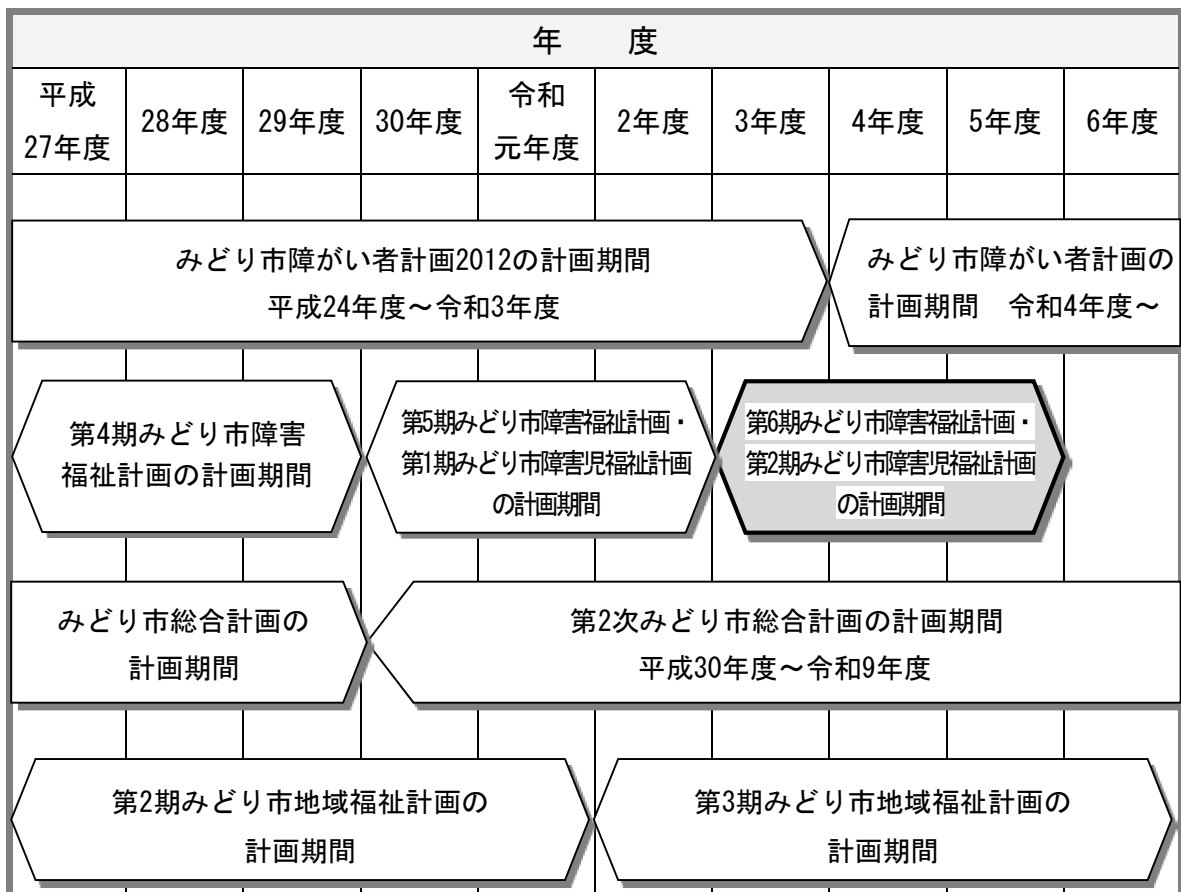 年　　度
平成
27年度
28年度
29年度
30年度
令和
元年度
2年度
3年度
4年度
5年度
6年度
みどり市障がい者計画2012の計画期間
平成24年度～令和3年度
みどり市障がい者計画の
計画期間　令和4年度～
第4期みどり市障害
福祉計画の計画期間
第5期みどり市障害福祉計画・
第1期みどり市障害児福祉計画
の計画期間
第6期みどり市障害福祉計画・
第2期みどり市障害児福祉計画
の計画期間
みどり市総合計画の
計画期間
第2次みどり市総合計画の計画期間
平成30年度～令和9年度
第2期みどり市地域福祉計画の
計画期間
第3期みどり市地域福祉計画の
計画期間